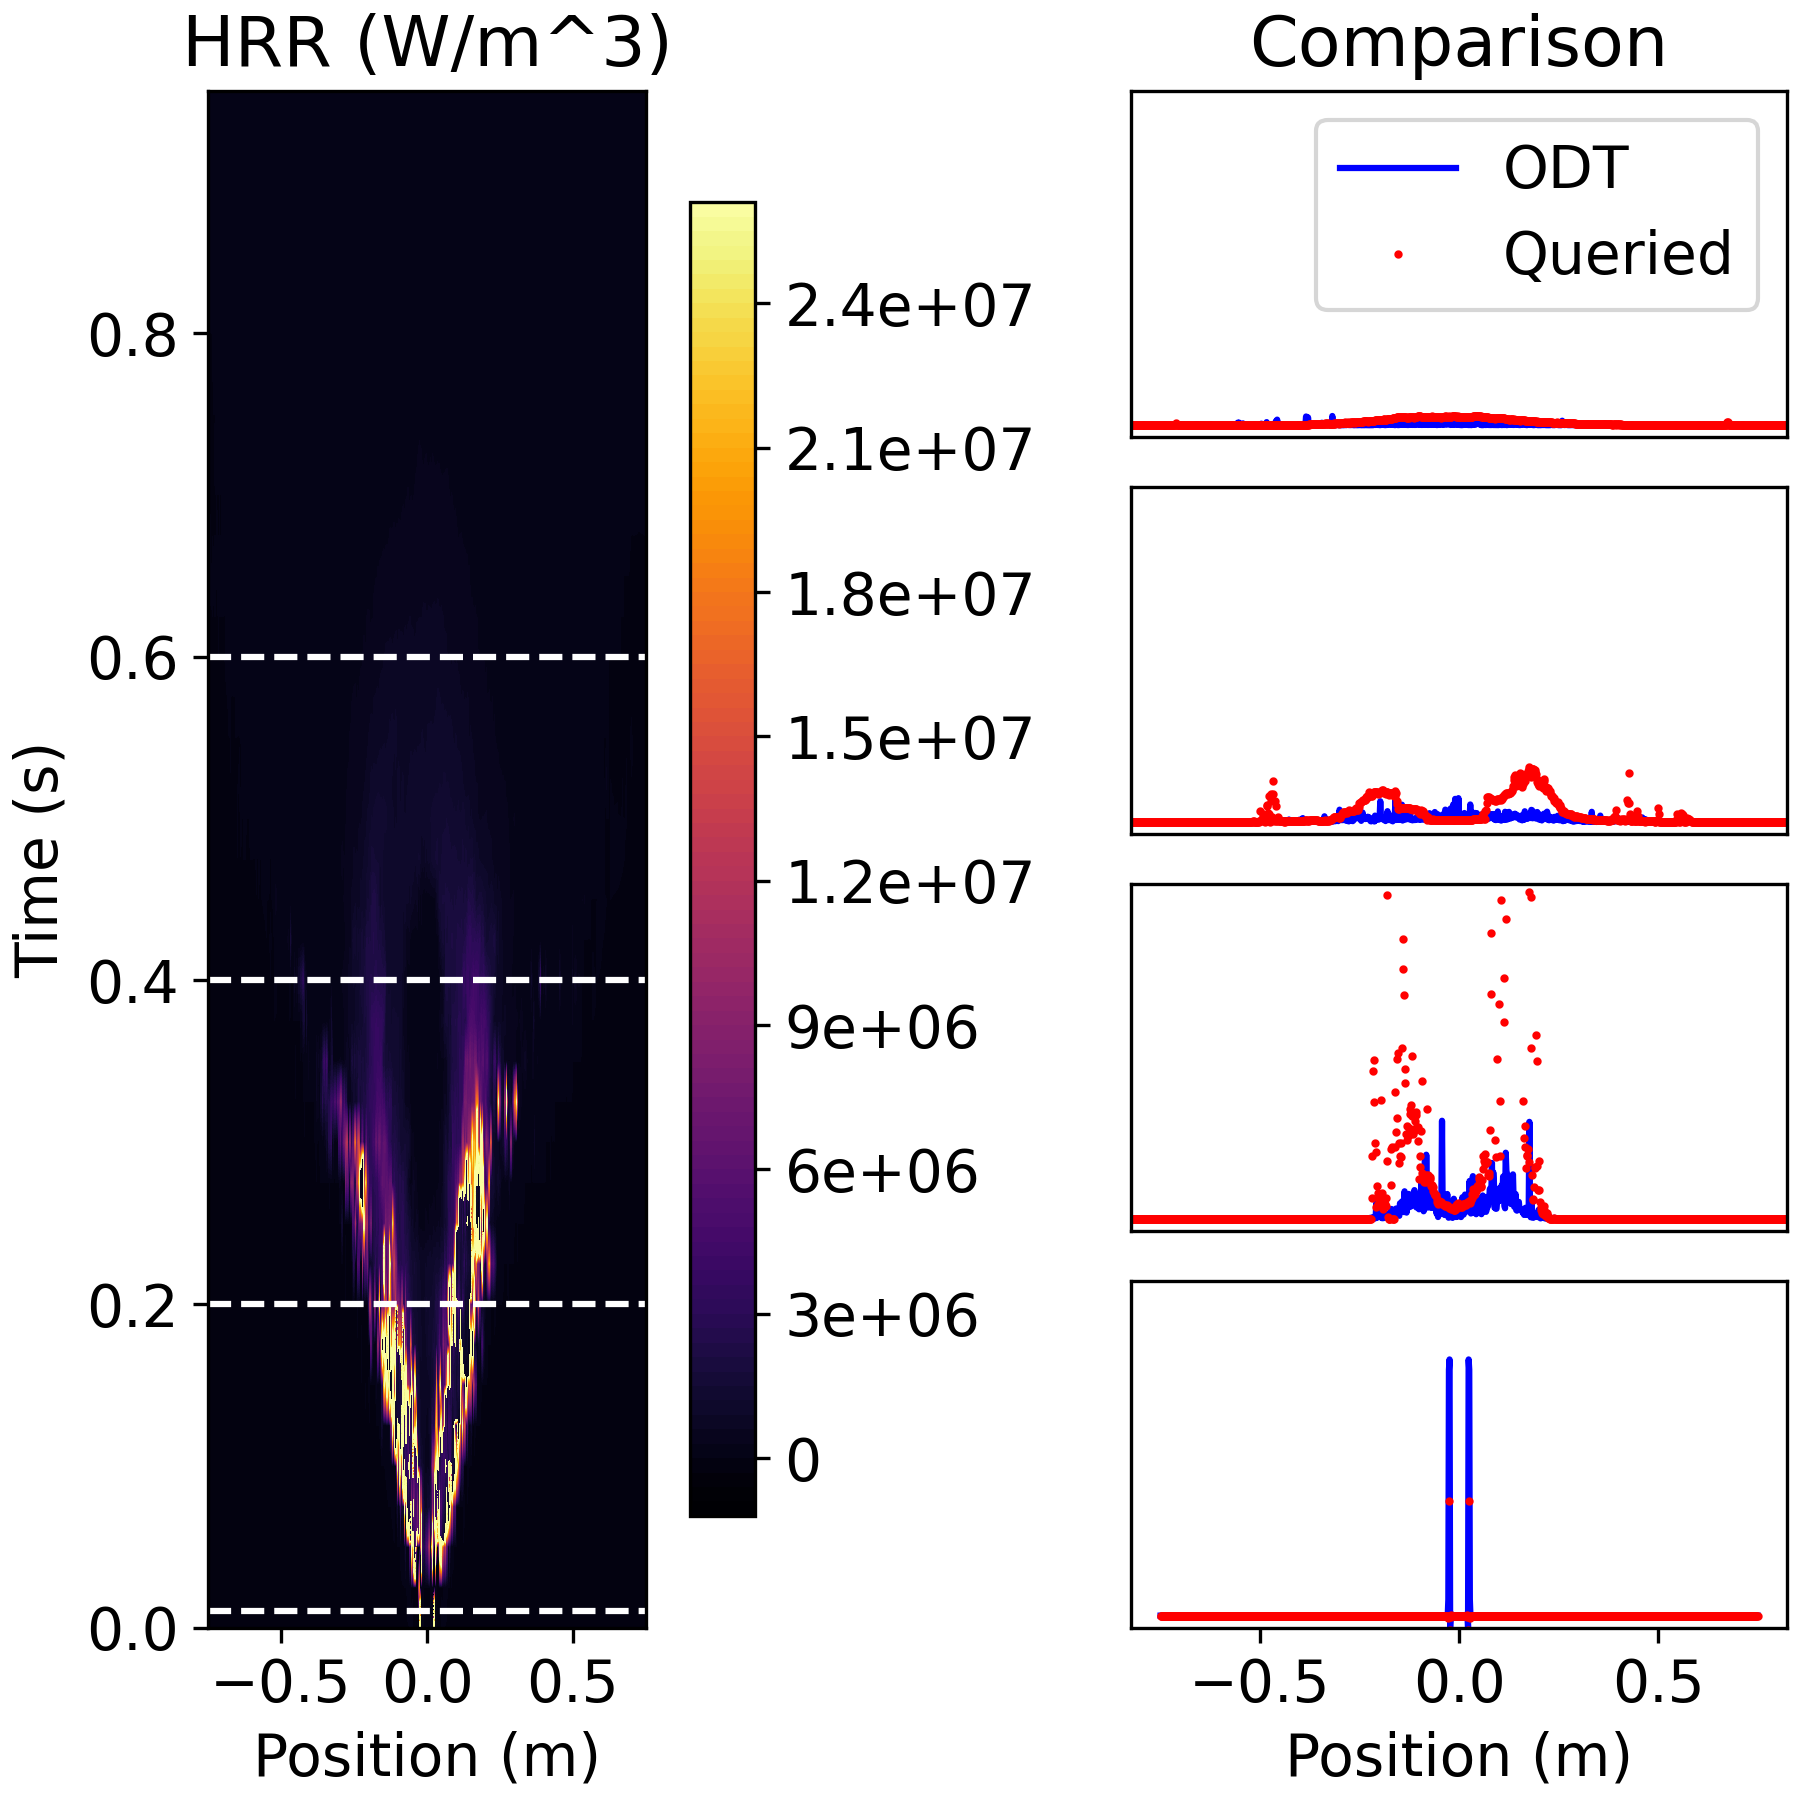 HRR (W/m^3)
Comparison
ODT
Queried
2.4e+07
2.1e+07
1.8e+07
1.5e+07
1.2e+07
9e+06
6e+06
3e+06
0
Time (s)
0.8
0.6
0.4
0.2
0.0
−0.5 0.0 0.5
Position (m)
−0.5 0.0 0.5
Position (m)